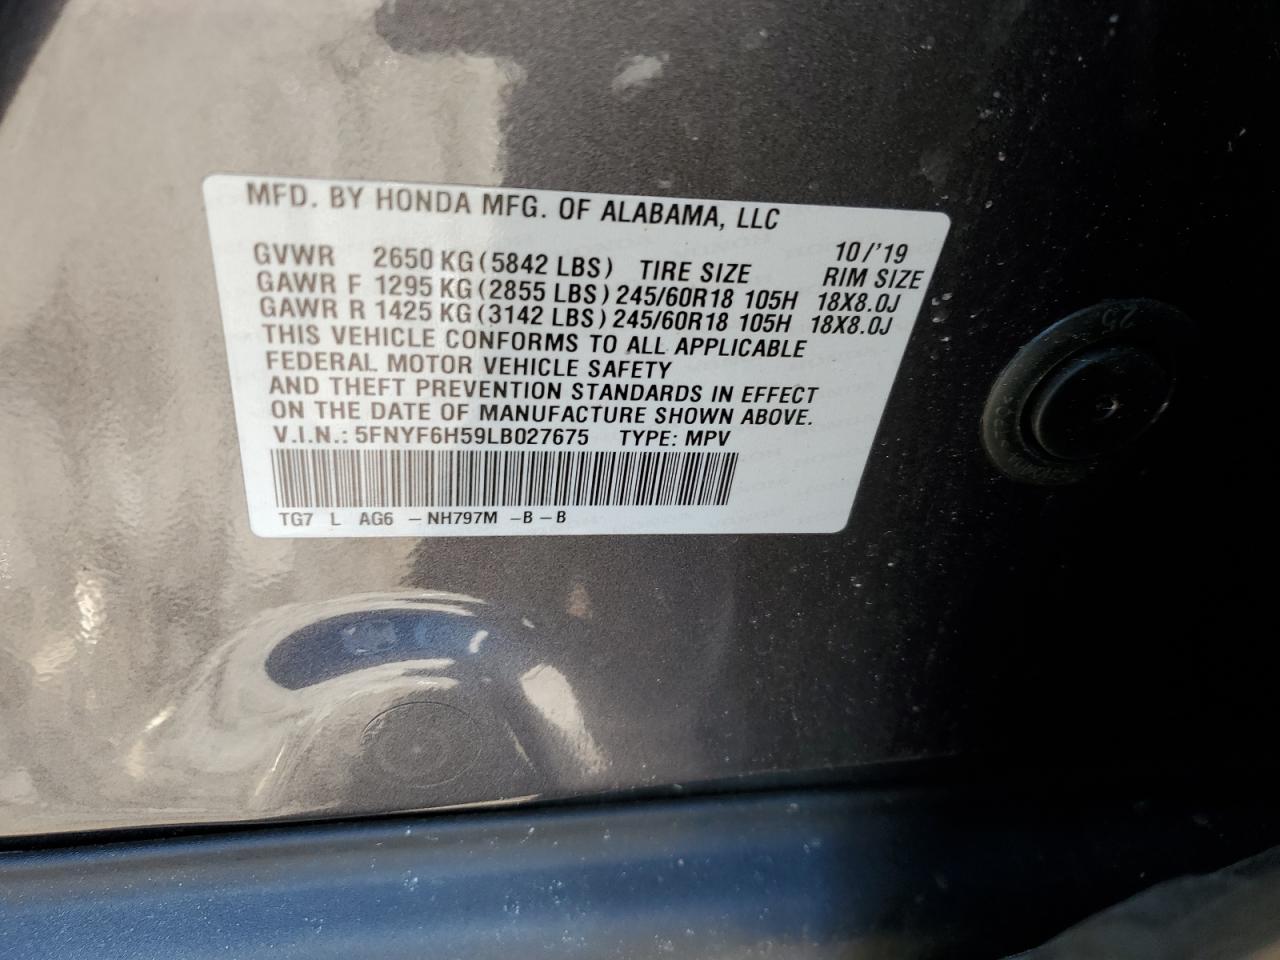 MFD. BY HONDA MFG. OF ALABAMA, LLC
10/'19
GVWR 2650 KG (5842 LBS) TIRE SIZE RIM SIZE
GAWR F 1295 KG (2855 LBS) 245/60R18 105H 18X8.0J
GAWR R 1425 KG (3142 LBS) 245/60R18 105H 18X8.0J
THIS VEHICLE CONFORMS TO ALL APPLICABLE
FEDERAL MOTOR VEHICLE SAFETY
AND THEFT PREVENTION STANDARDS IN EFFECT
ON THE DATE OF MANUFACTURE SHOWN ABOVE.
V.I.N.: 5FNYF6H59LB027675 TYPE: MPV
TG7 L AG6 -NH797M -B-B
25